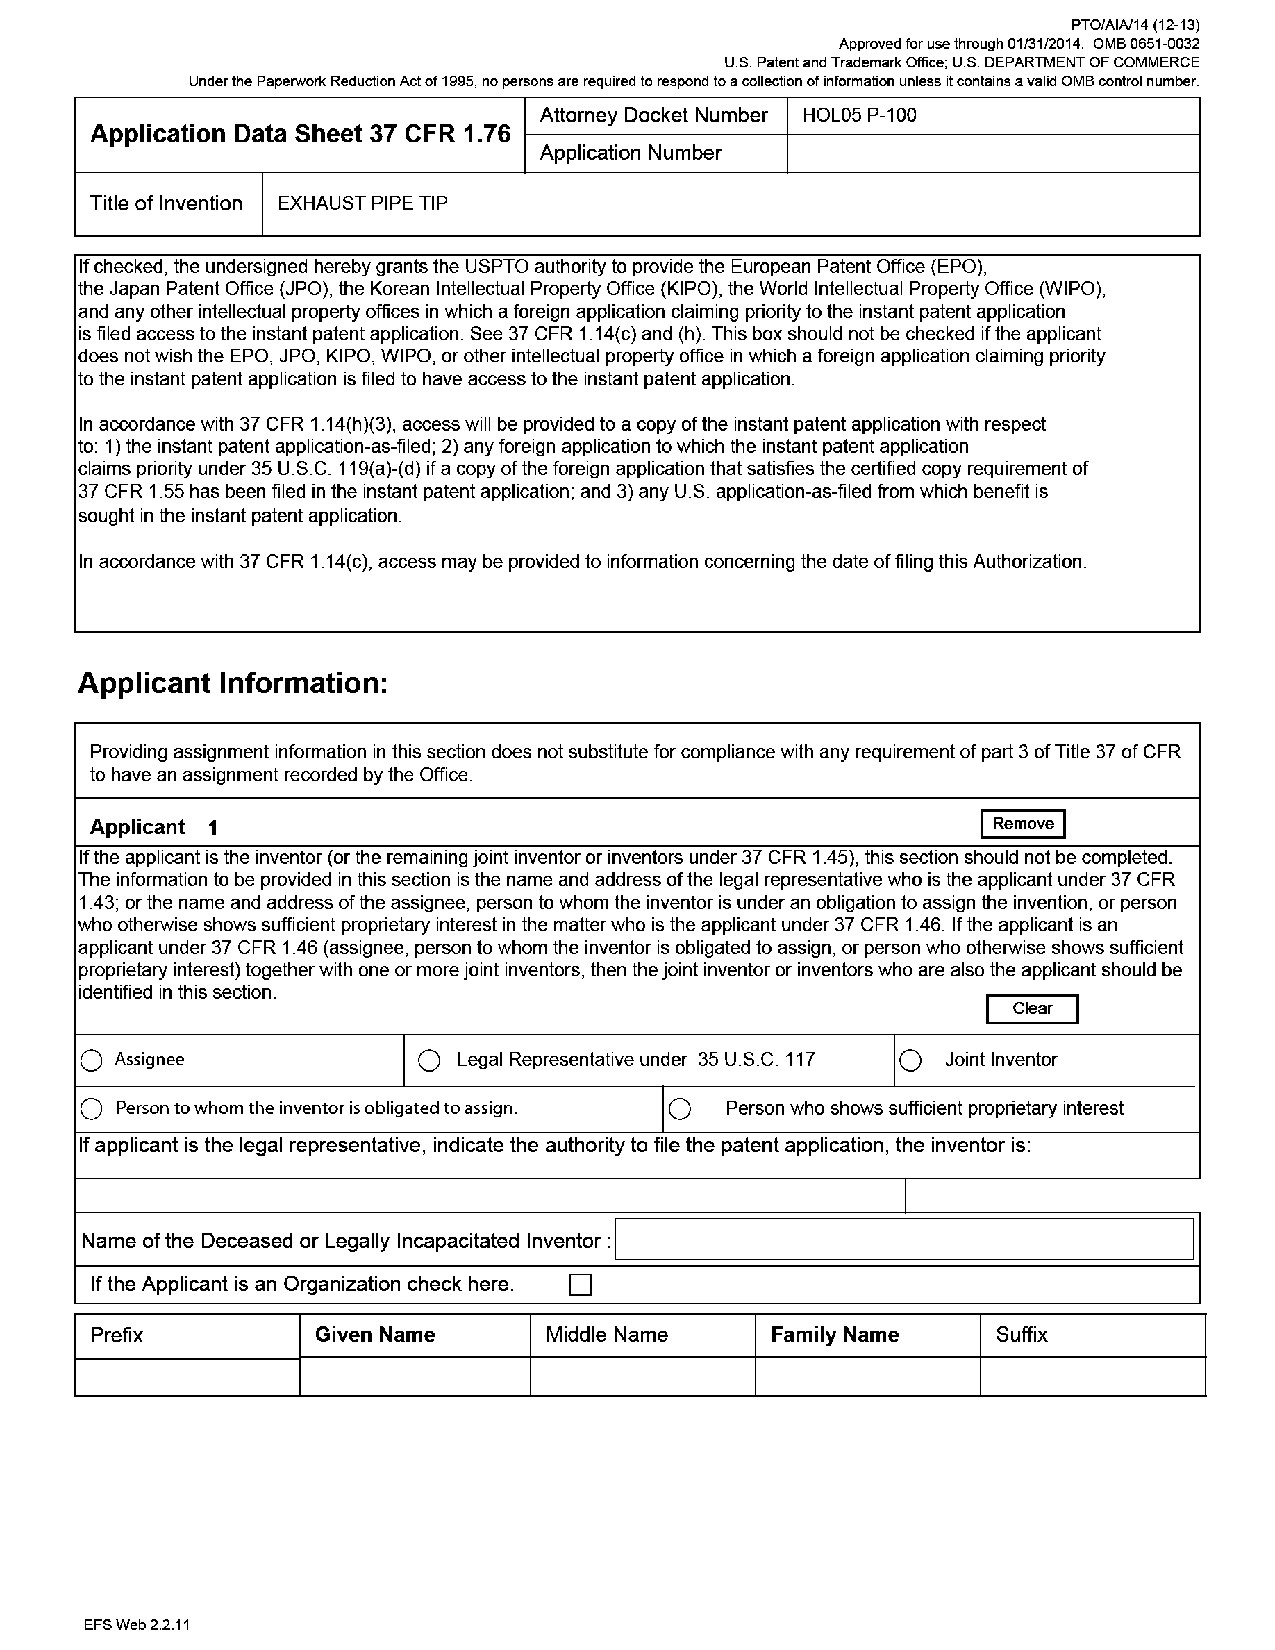 PTO/AIA/14 (12-13)
Approved for use through 01/31/2014. OMB 0651-0032
U.S. Patent and Trademark Office; U.S. DEPARTMENT OF COMMERCE
Under the Paperwork Reduction Act of 1995, no persons are required to respond to a collection of information unless it contains a valid OMB control number.
Application Data Sheet 37 CFR 1.76
Attorney Docket Number HOL05 P-100
Application Number
Title of Invention EXHAUST PIPE TIP
If checked, the undersigned hereby grants the USPTO authority to provide the European Patent Office (EPO),
the Japan Patent Office (JPO), the Korean Intellectual Property Office (KIPO), the World Intellectual Property Office (WIPO),
and any other intellectual property offices in which a foreign application claiming priority to the instant patent application
is filed access to the instant patent application. See 37 CFR 1.14(c) and (h). This box should not be checked if the applicant
does not wish the EPO, JPO, KIPO, WIPO, or other intellectual property office in which a foreign application claiming priority
to the instant patent application is filed to have access to the instant patent application.
In accordance with 37 CFR 1.14(h)(3), access will be provided to a copy of the instant patent application with respect
to: 1) the instant patent application-as-filed; 2) any foreign application to which the instant patent application
claims priority under 35 U.S.C. 119(a)-(d) if a copy of the foreign application that satisfies the certified copy requirement of
37 CFR 1.55 has been filed in the instant patent application; and 3) any U.S. application-as-filed from which benefit is
sought in the instant patent application.
In accordance with 37 CFR 1.14(c), access may be provided to information concerning the date of filing this Authorization.
Applicant Information:
Providing assignment information in this section does not substitute for compliance with any requirement of part 3 of Title 37 of CFR
to have an assignment recorded by the Office.
Applicant 1 Remove
If the applicant is the inventor (or the remaining joint inventor or inventors under 37 CFR 1.45), this section should not be completed.
The information to be provided in this section is the name and address of the legal representative who is the applicant under 37 CFR
1.43; or the name and address of the assignee, person to whom the inventor is under an obligation to assign the invention, or person
who otherwise shows sufficient proprietary interest in the matter who is the applicant under 37 CFR 1.46. If the applicant is an
applicant under 37 CFR 1.46 (assignee, person to whom the inventor is obligated to assign, or person who otherwise shows sufficient
proprietary interest) together with one or more joint inventors, then the joint inventor or inventors who are also the applicant should be
identified in this section.
Clear
Assignee Legal Representative under 35 U.S.C. 117 Joint Inventor
Person to whom the inventor is obligated to assign. Person who shows sufficient proprietary interest
If applicant is the legal representative, indicate the authority to file the patent application, the inventor is:
Name of the Deceased or Legally Incapacitated Inventor :
If the Applicant is an Organization check here.
Prefix Given Name Middle Name Family Name Suffix
EFS Web 2.2.11